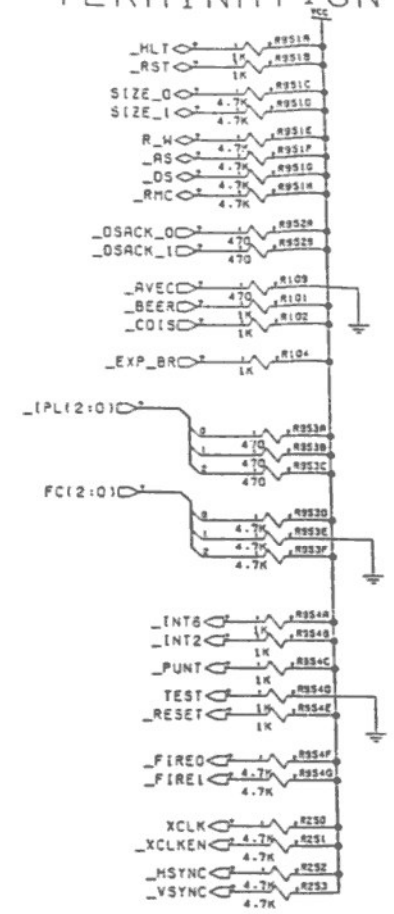 TERMINATION
VCC
_HLT 1K R951A
_RST 1K R951B
SIZE_0 4.7K R951C
SIZE_1 4.7K R951D
R_W 4.7K R951E
_AS 4.7K R951F
_DS 4.7K R951G
_RMC 4.7K R951H
_DSACK_0 470 R952A
_DSACK_1 470 R952B
_AVEC 470 R109
_BEER 1K R101
_COIS 1K R102
_EXP_BR 1K R104
_IPL(2:0)
0 470 R953A
1 470 R953B
2 470 R953C
FC(2:0)
0 4.7K R953D
1 4.7K R953E
2 4.7K R953F
_INT6 1K R954A
_INT2 1K R954B
_PUNT 1K R954C
TEST 1K R954D
_RESET 1K R954E
_FIRE0 4.7K R954F
_FIRE1 4.7K R954G
XCLK 4.7K R250
_XCLKEN 4.7K R251
_HSYNC 4.7K R252
_VSYNC 4.7K R253